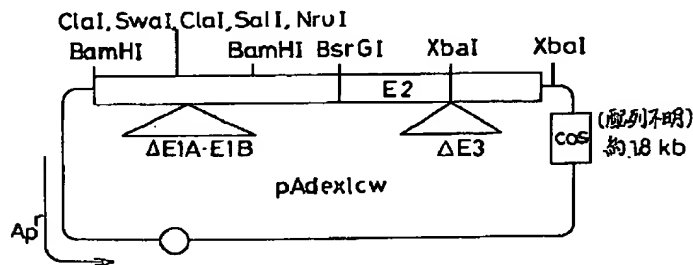 ClaI, SwaI, ClaI, SalI, NruI
BamHI BamHI BsrGI XbaI XbaI
E2
ΔE1A·E1B ΔE3
cos (配列不明)
約18 kb
pAdex1cw
Apʳ